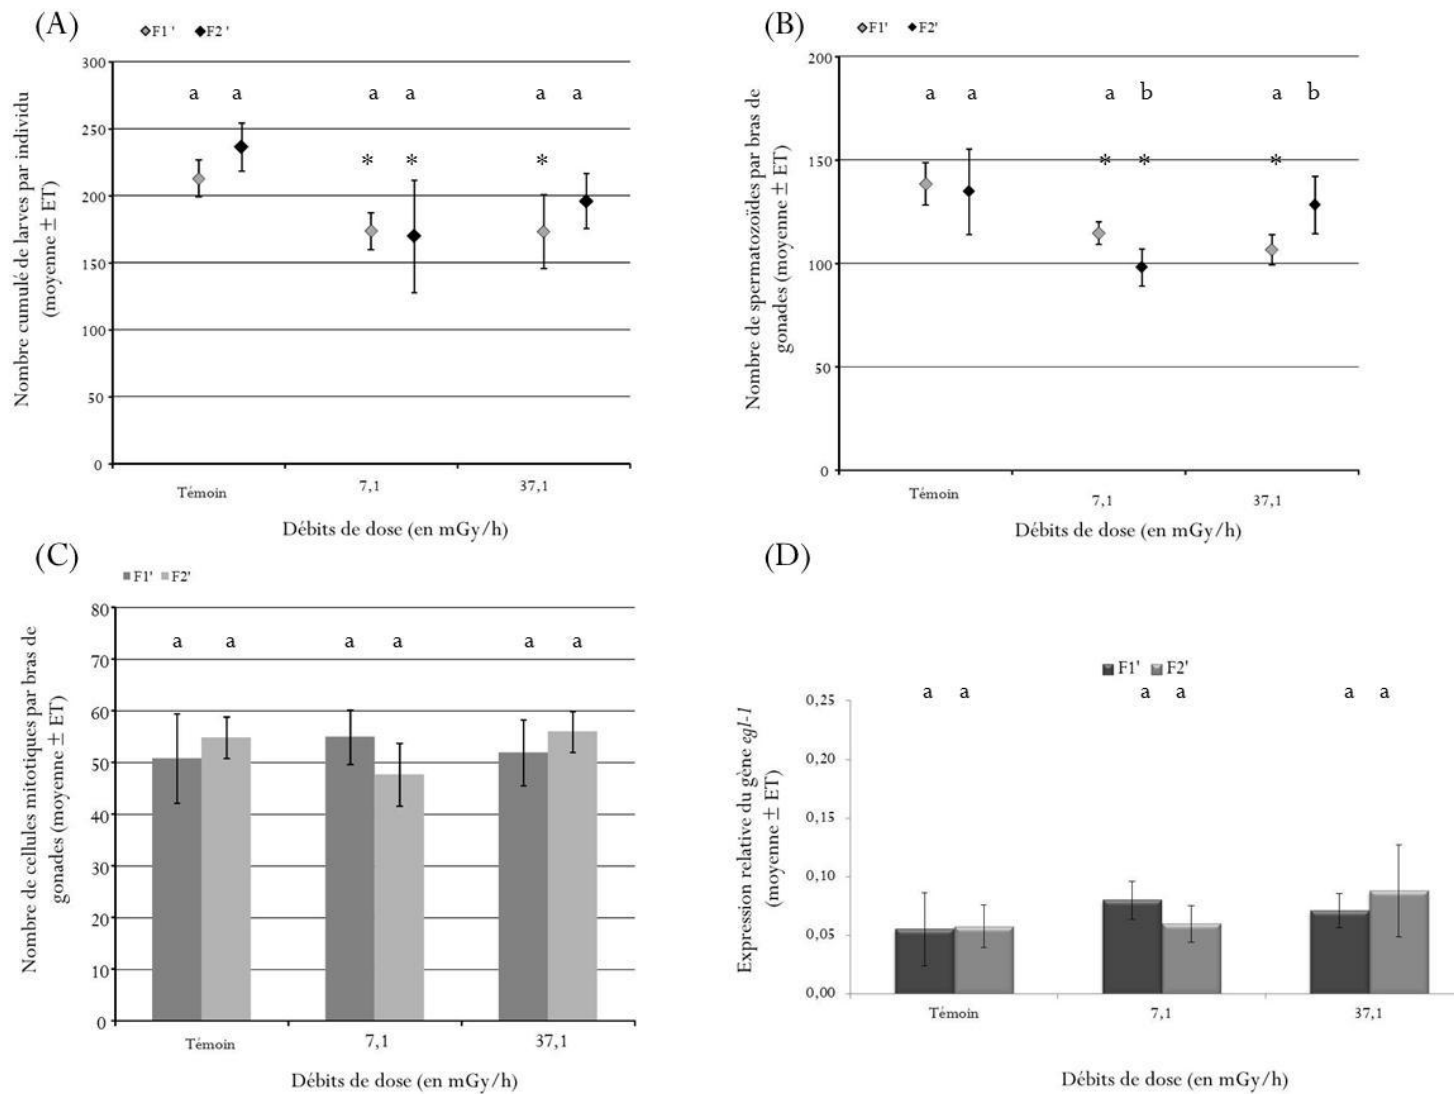 (A)
F1' F2'
Nombre cumulé de larves par individu
(moyenne ± ET)
300
250
200
150
100
50
0
a a a a a a
* * *
Témoin 7,1 37,1
Débits de dose (en mGy/h)
(B)
F1' F2'
Nombre de spermatozoïdes par bras de
gonades (moyenne ± ET)
200
150
100
50
0
a a a b a b
* * *
Témoin 7,1 37,1
Débits de dose (en mGy/h)
(C)
F1' F2'
Nombre de cellules mitotiques par bras de
gonades (moyenne ± ET)
80
70
60
50
40
30
20
10
0
a a a a a a
Témoin 7,1 37,1
Débits de dose (en mGy/h)
(D)
F1' F2'
Expression relative du gène egl-1
(moyenne ± ET)
0,25
0,20
0,15
0,10
0,05
0,00
a a a a a a
Témoin 7,1 37,1
Débits de dose (en mGy/h)